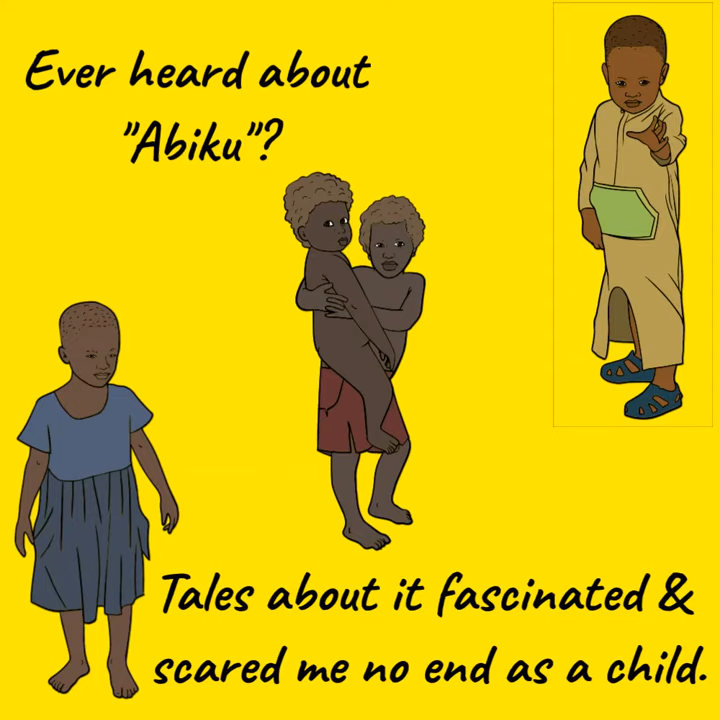 Ever heard about
"Abiku"?
Tales about it fascinated &
scared me no end as a child.